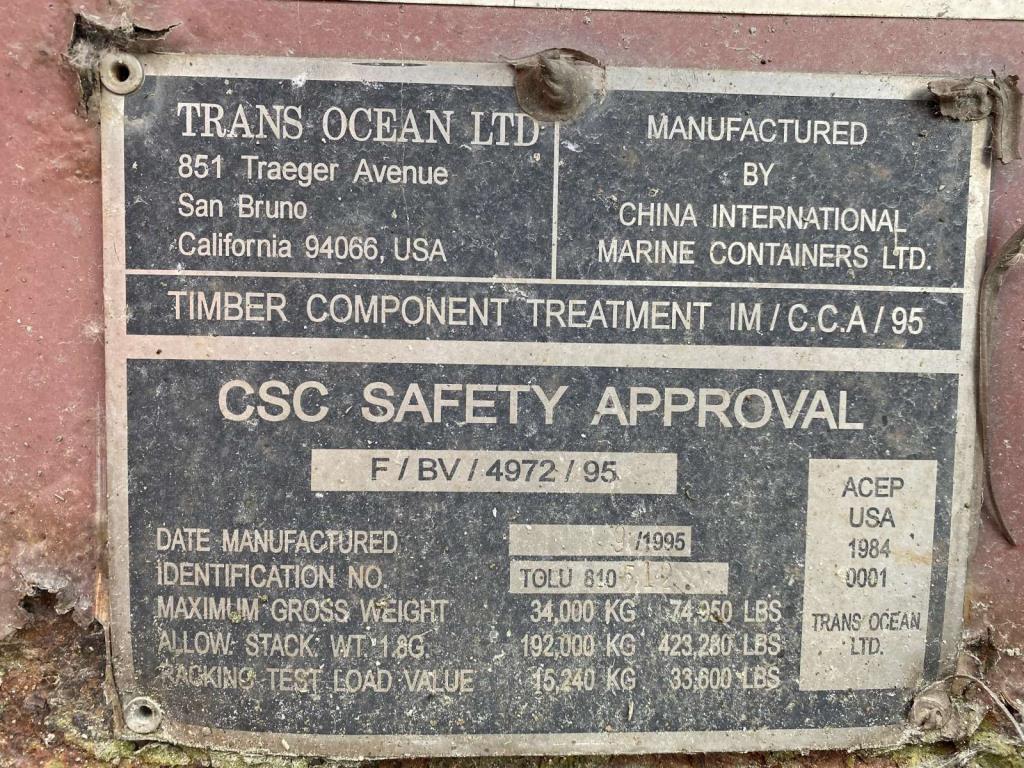 TRANS OCEAN LTD
851 Traeger Avenue
San Bruno
California 94066, USA
MANUFACTURED
BY
CHINA INTERNATIONAL
MARINE CONTAINERS LTD.
TIMBER COMPONENT TREATMENT IM / C.C.A / 95
CSC SAFETY APPROVAL
F / BV / 4972 / 95
DATE MANUFACTURED /1995
IDENTIFICATION NO. TOLU 810
MAXIMUM GROSS WEIGHT 34,000 KG 74,950 LBS
ALLOW. STACK. WT 1.8G 192,000 KG 423,280 LBS
RACKING TEST LOAD VALUE 15,240 KG 33,600 LBS
ACEP
USA
1984
0001
TRANS OCEAN
LTD.